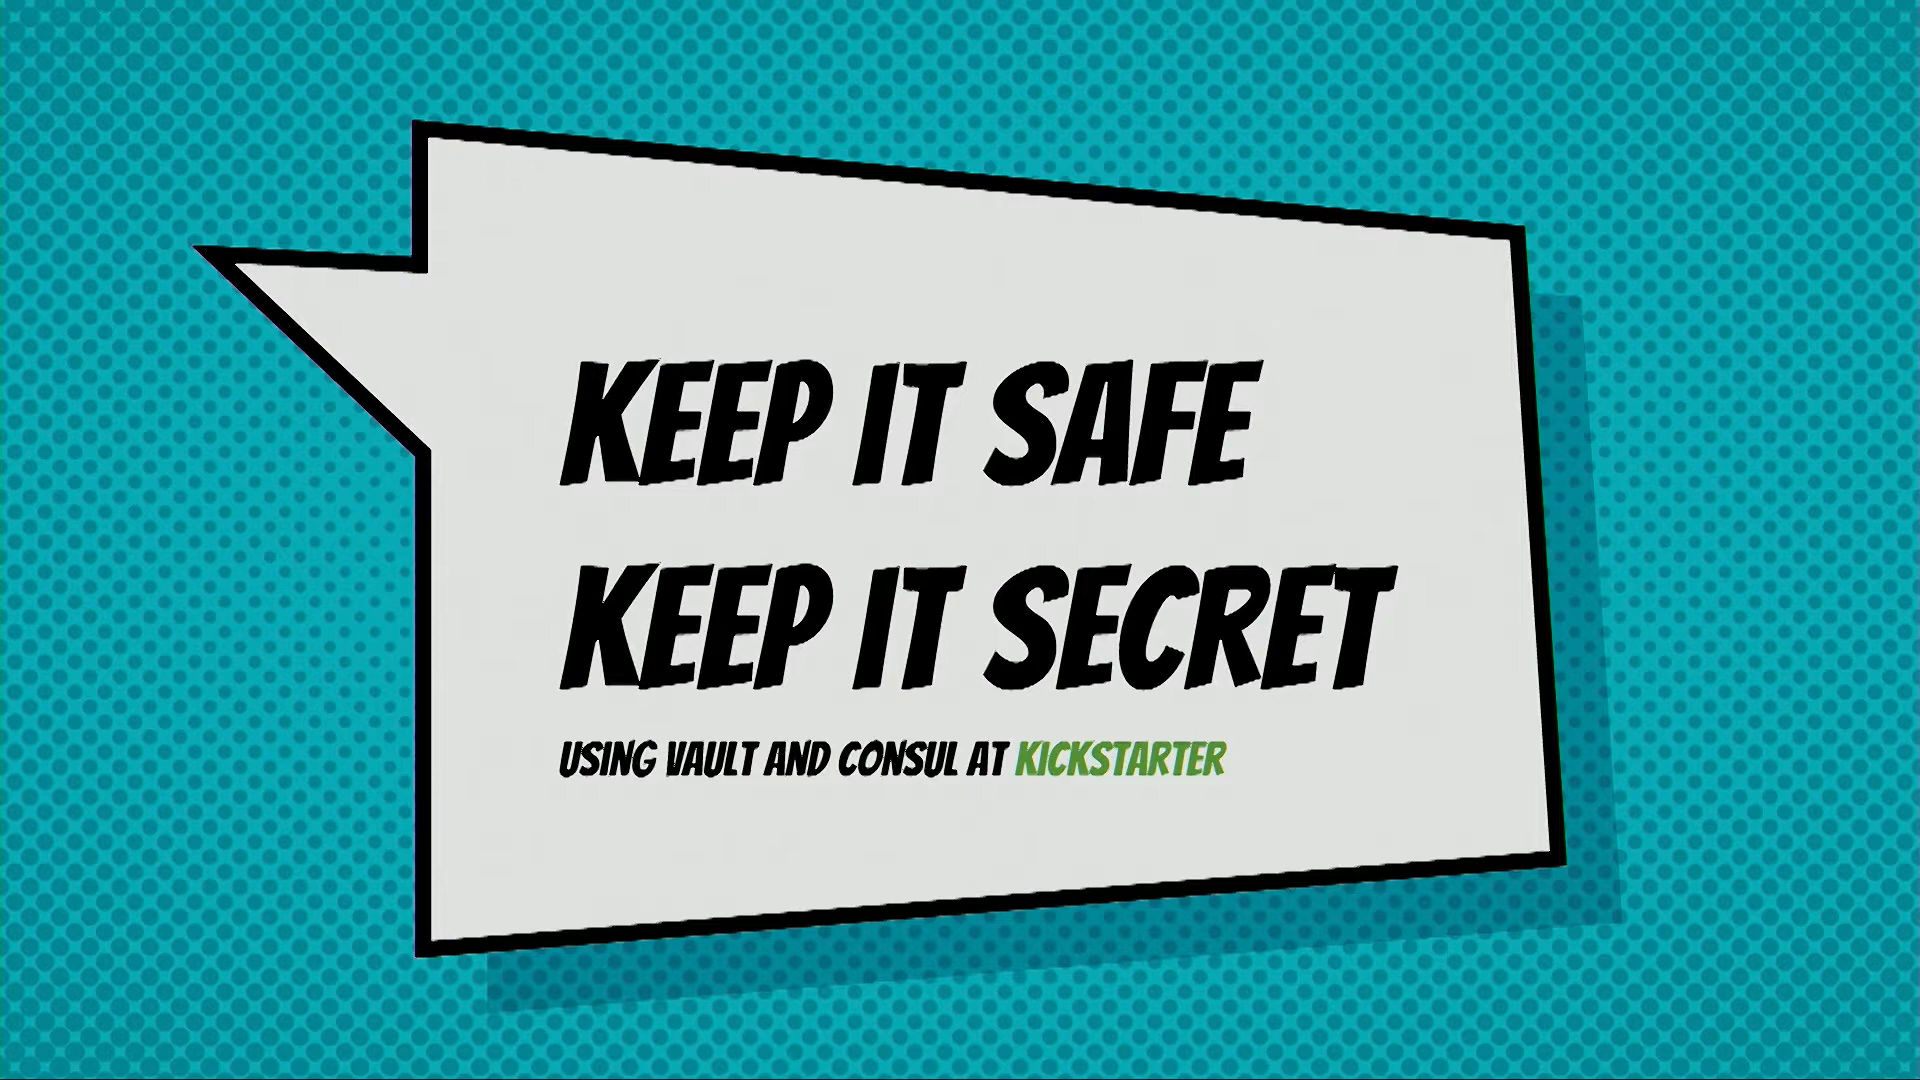 KEEP IT SAFE
KEEP IT SECRET
USING VAULT AND CONSUL AT KICKSTARTER